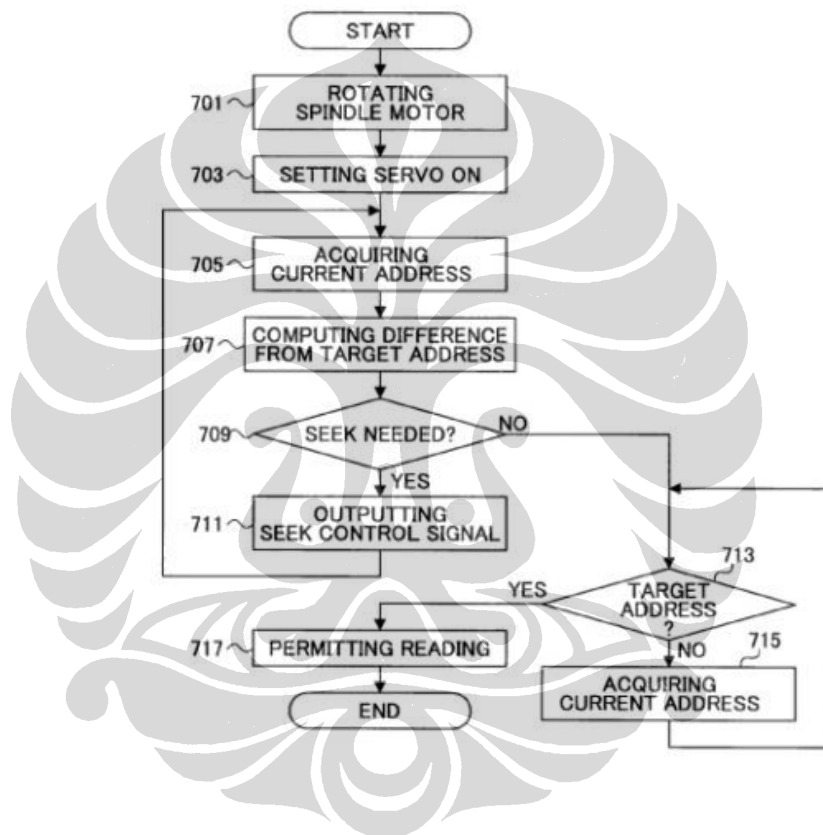 START
701
ROTATING
SPINDLE MOTOR
703
SETTING SERVO ON
705
ACQUIRING
CURRENT ADDRESS
707
COMPUTING DIFFERENCE
FROM TARGET ADDRESS
709
SEEK NEEDED?
NO
YES
711
OUTPUTTING
SEEK CONTROL SIGNAL
713
TARGET
ADDRESS
?
YES
NO
715
ACQUIRING
CURRENT ADDRESS
717
PERMITTING READING
END